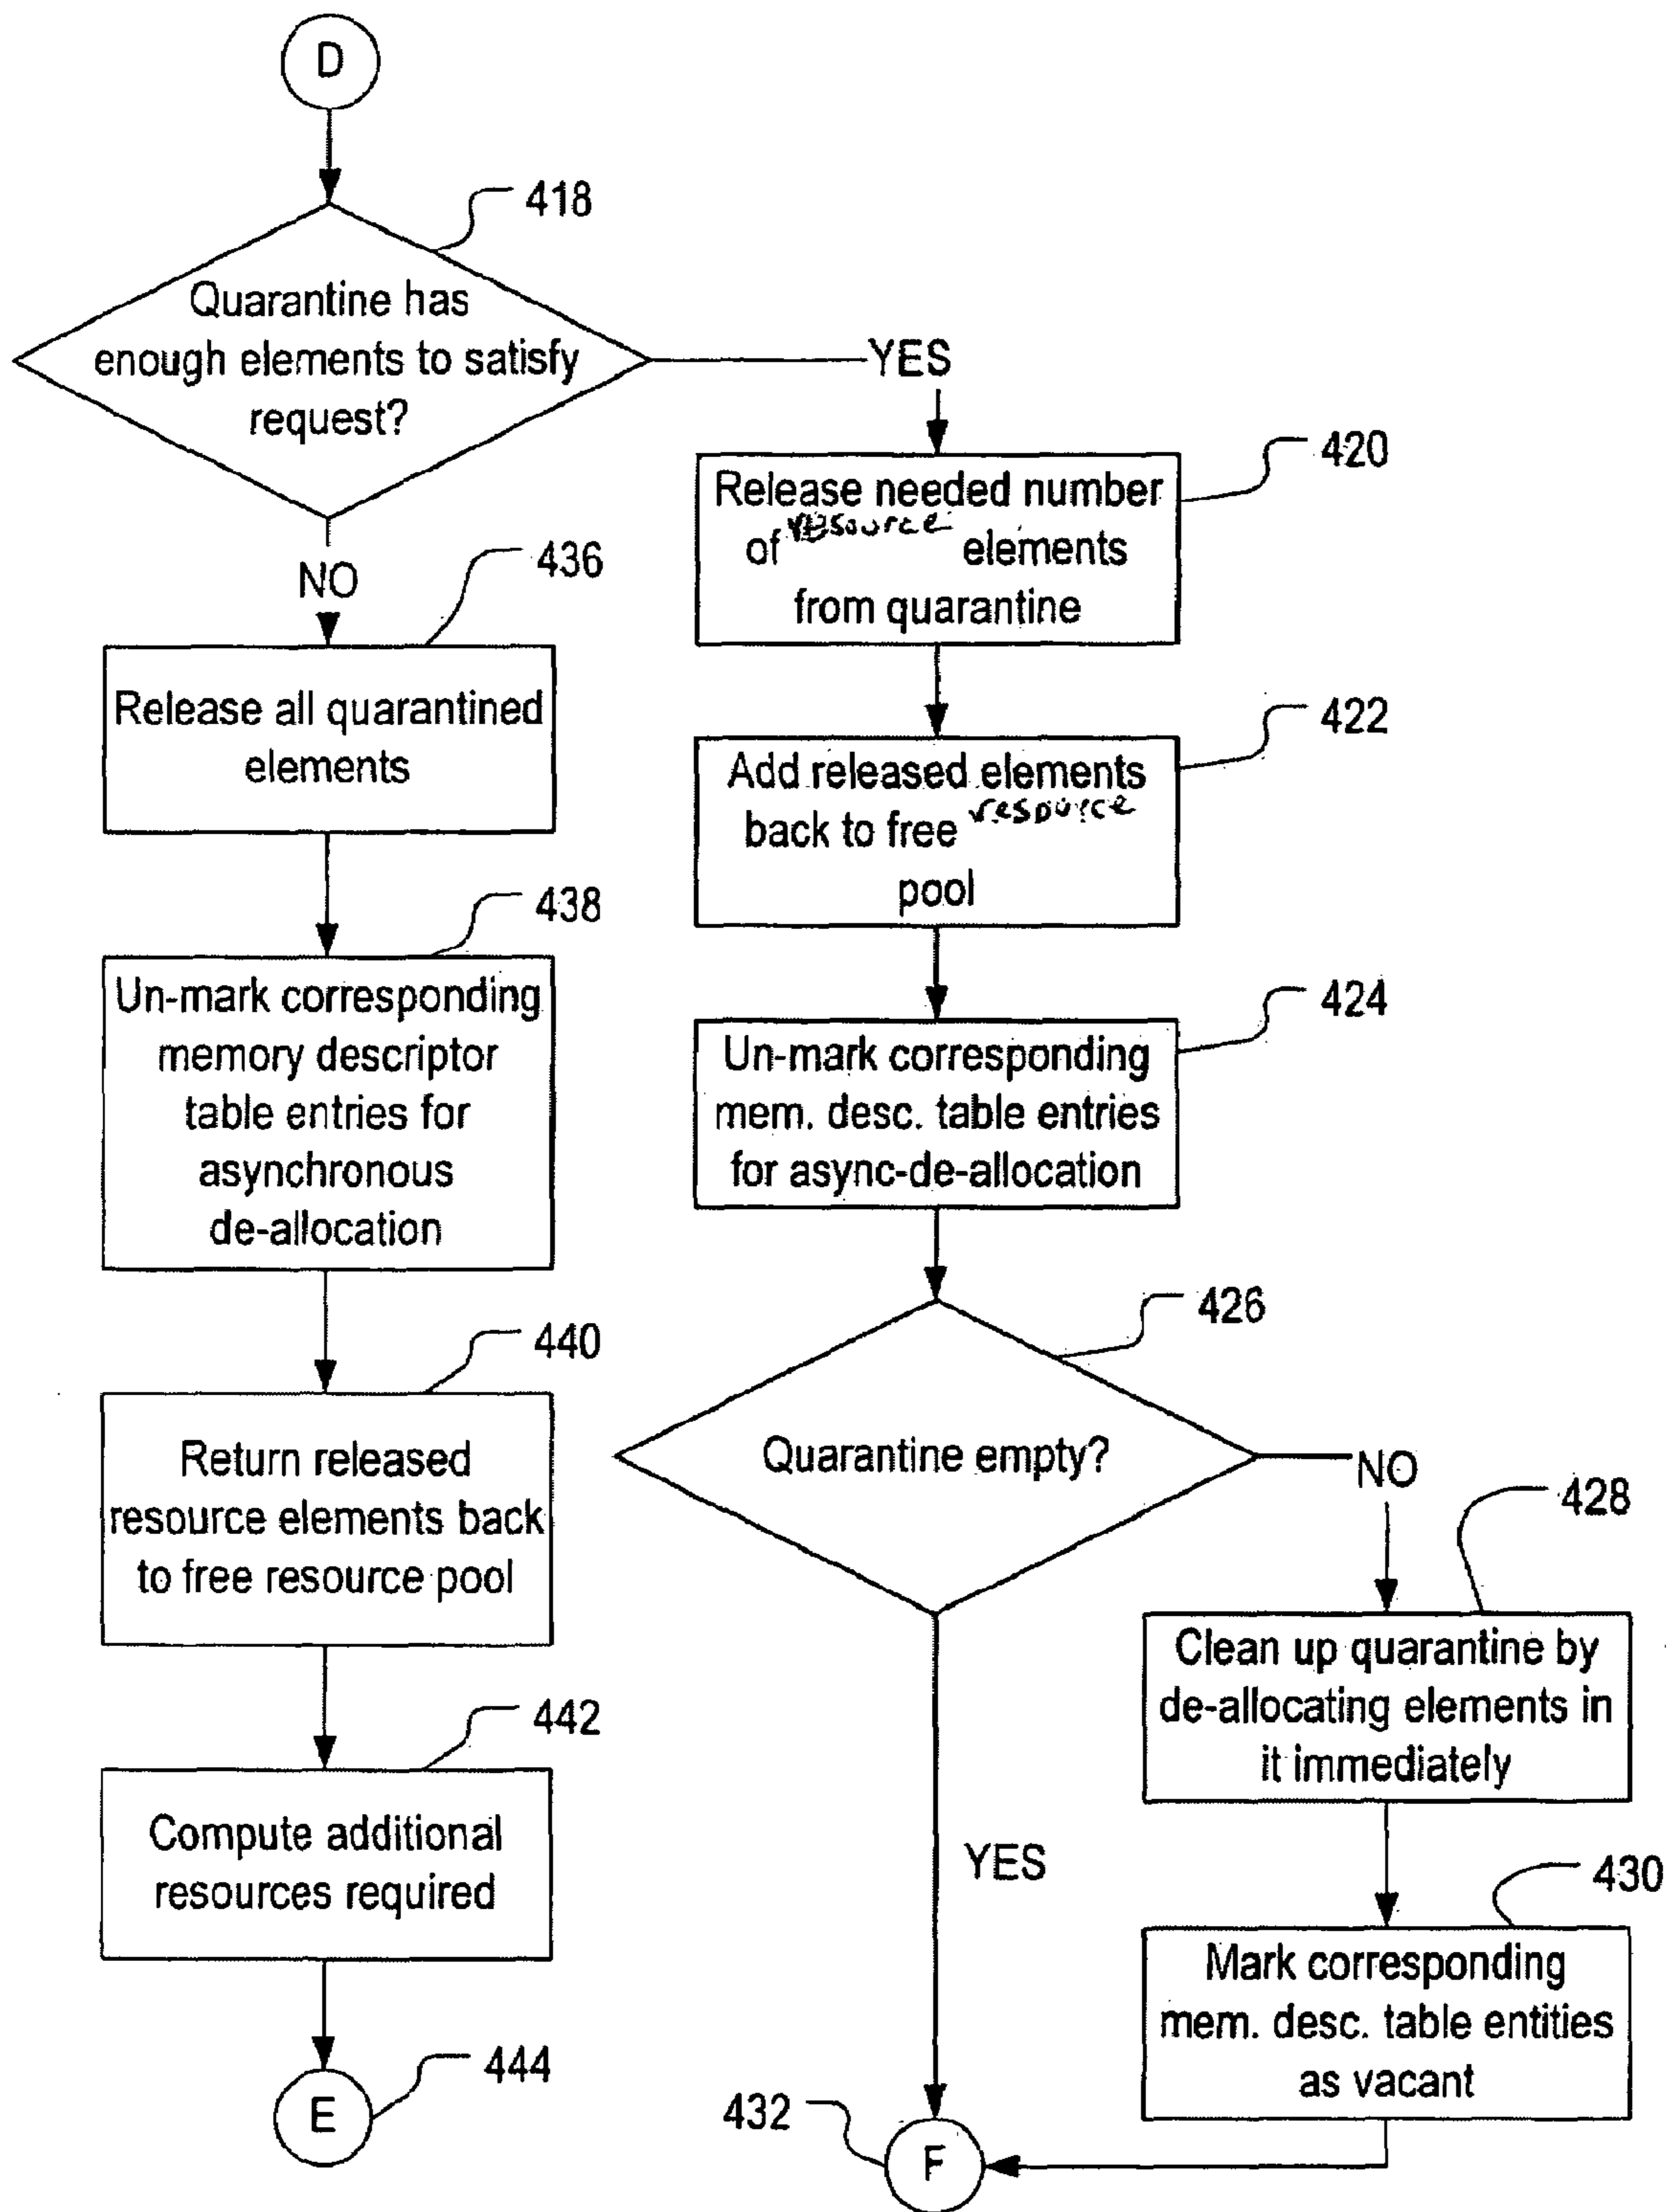 D
418
Quarantine has
enough elements to satisfy
request?
YES
NO
420
Release needed number
of resource elements
from quarantine
436
Release all quarantined
elements
422
Add released elements
back to free resource
pool
438
Un-mark corresponding
memory descriptor
table entries for
asynchronous
de-allocation
424
Un-mark corresponding
mem. desc. table entries
for async-de-allocation
426
Quarantine empty?
NO
440
Return released
resource elements back
to free resource pool
428
Clean up quarantine by
de-allocating elements in
it immediately
442
Compute additional
resources required
YES
430
Mark corresponding
mem. desc. table entities
as vacant
E
444
432
F